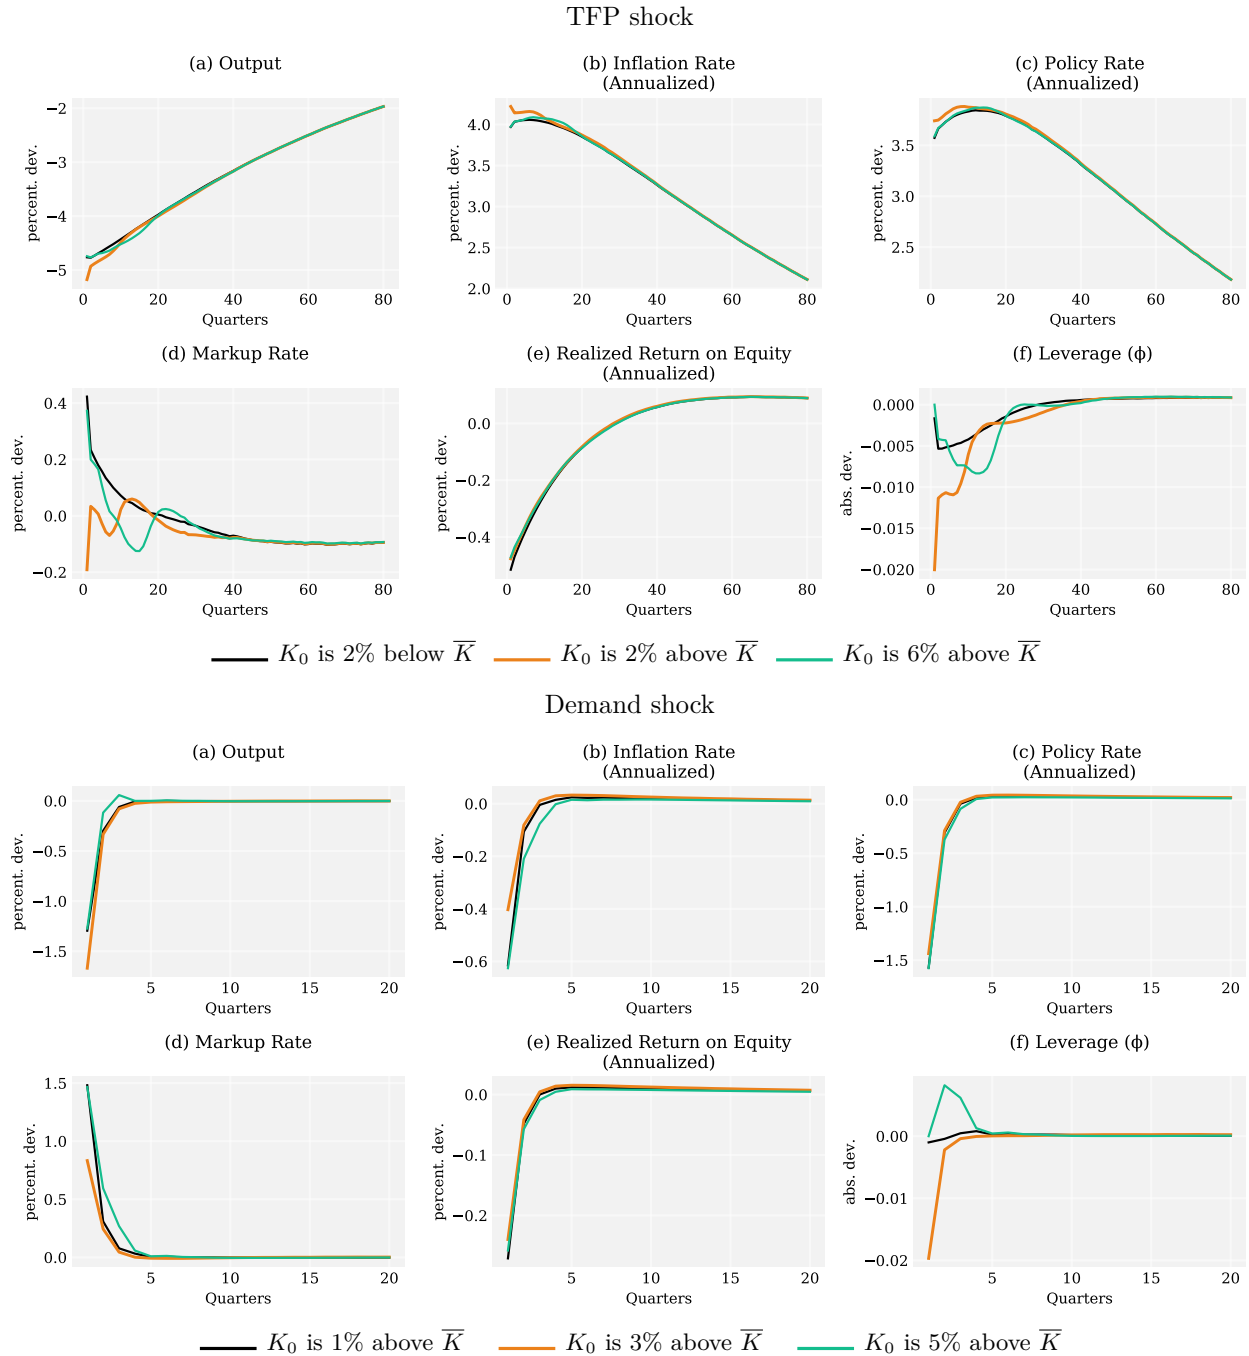 TFP shock
(a) Output
(b) Inflation Rate
(Annualized)
(c) Policy Rate
(Annualized)
percent. dev.
−2
−3
−4
−5
0 20 40 60 80
Quarters
percent. dev.
4.0
3.5
3.0
2.5
2.0
0 20 40 60 80
Quarters
percent. dev.
3.5
3.0
2.5
0 20 40 60 80
Quarters
(d) Markup Rate
(e) Realized Return on Equity
(Annualized)
(f) Leverage (ϕ)
percent. dev.
0.4
0.2
0.0
−0.2
0 20 40 60 80
Quarters
percent. dev.
0.0
−0.2
−0.4
0 20 40 60 80
Quarters
abs. dev.
0.000
−0.005
−0.010
−0.015
−0.020
0 20 40 60 80
Quarters
K₀ is 2% below K̅ K₀ is 2% above K̅ K₀ is 6% above K̅
Demand shock
(a) Output
(b) Inflation Rate
(Annualized)
(c) Policy Rate
(Annualized)
percent. dev.
0.0
−0.5
−1.0
−1.5
5 10 15 20
Quarters
percent. dev.
0.0
−0.2
−0.4
−0.6
5 10 15 20
Quarters
percent. dev.
0.0
−0.5
−1.0
−1.5
5 10 15 20
Quarters
(d) Markup Rate
(e) Realized Return on Equity
(Annualized)
(f) Leverage (ϕ)
percent. dev.
1.5
1.0
0.5
0.0
5 10 15 20
Quarters
percent. dev.
0.0
−0.1
−0.2
5 10 15 20
Quarters
abs. dev.
0.00
−0.01
−0.02
5 10 15 20
Quarters
K₀ is 1% above K̅ K₀ is 3% above K̅ K₀ is 5% above K̅